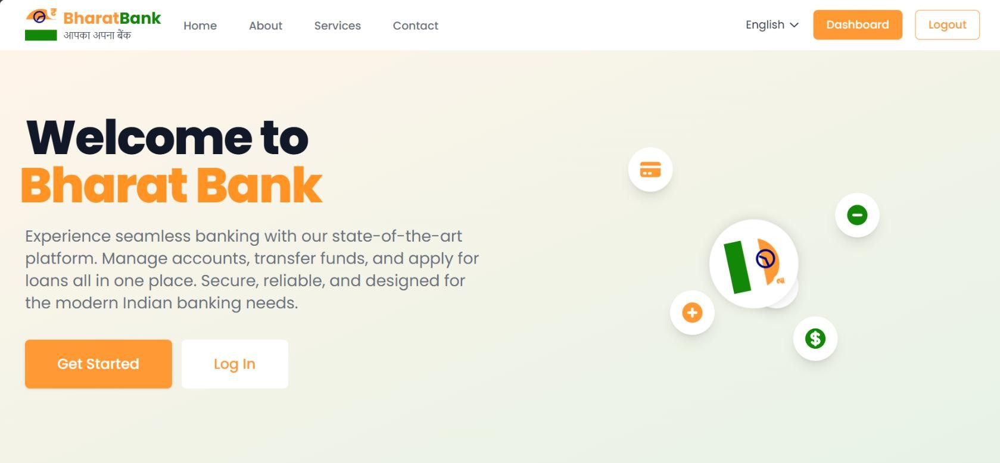 BharatBank
आपका अपना बैंक
Home
About
Services
Contact
English
Dashboard
Logout
Welcome to
Bharat Bank
Experience seamless banking with our state-of-the-art
platform. Manage accounts, transfer funds, and apply for
loans all in one place. Secure, reliable, and designed for
the modern Indian banking needs.
Get Started
Log In